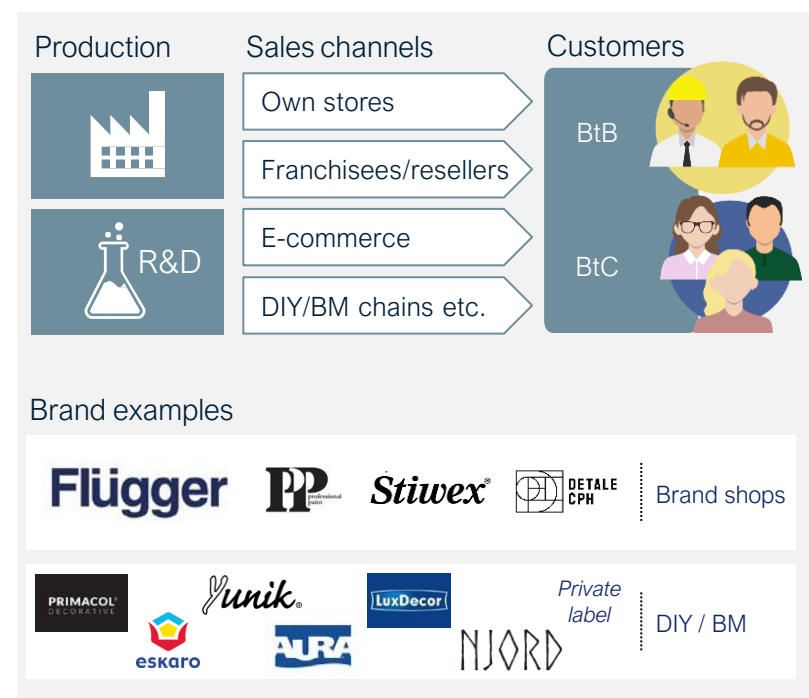 Production
Sales channels
Customers
Own stores
Franchisees/resellers
E-commerce
DIY/BM chains etc.
R&D
BtB
BtC
Brand examples
Flügger
PP professional
paint
Stiwex®
DETALE
CPH
Brand shops
PRIMACOL®
DECORATIVE
eskaro
Yunik®
AURA
LuxDecor
NJORD
Private
label
DIY / BM